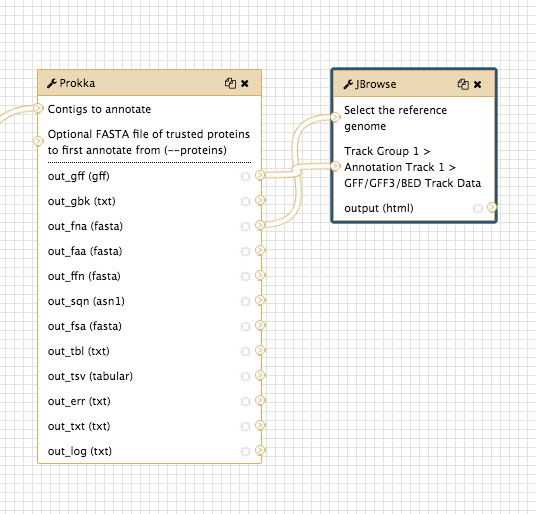 Prokka
Contigs to annotate
Optional FASTA file of trusted proteins
to first annotate from (--proteins)
out_gff (gff)
out_gbk (txt)
out_fna (fasta)
out_faa (fasta)
out_ffn (fasta)
out_sqn (asn1)
out_fsa (fasta)
out_tbl (txt)
out_tsv (tabular)
out_err (txt)
out_txt (txt)
out_log (txt)
JBrowse
Select the reference
genome
Track Group 1 >
Annotation Track 1 >
GFF/GFF3/BED Track Data
output (html)